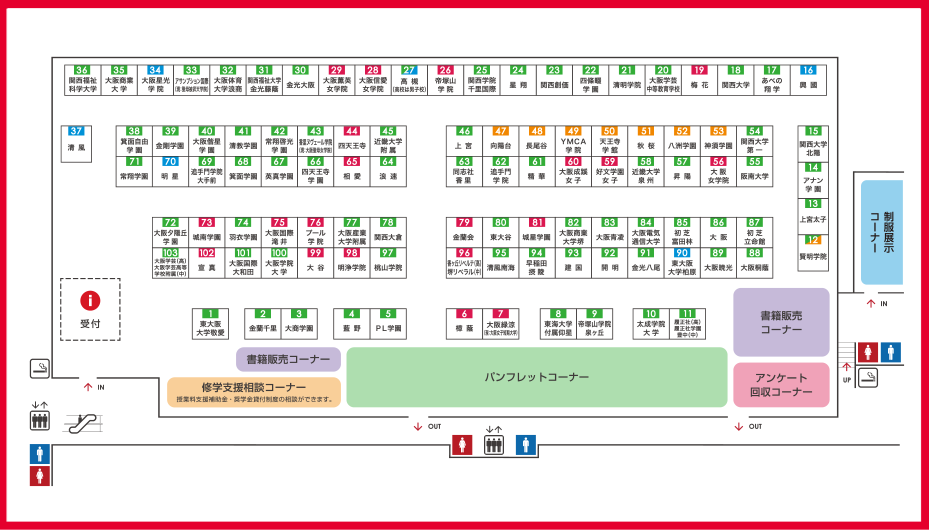 36 35 34 33 32 31 30 29 28 27 26 25 24 23 22 21 20 19 18 17 16
関西福祉 科学大学
大阪商業 大学
大阪星光 学院
大阪体育 大学浪商
関西福祉大学 金光藤蔭
金光大阪
大阪薫英 女学院
大阪信愛 女学院
高槻 (高校は男子校)
帝塚山 学院
関西学院 千里国際
星翔
関西創価
四條畷 学園
清明学院
大阪学芸 中等教育学校
梅花
関西大学
あべの 翔学
興國
37
清風
38 39 40 41 42 43 44 45
箕面自由 学園
金剛学園
大阪偕星 学園
清教学園
常翔啓光 学園
四天王寺
近畿大学 附属
71 70 69 68 67 66 65 64
常翔学園
明星
追手門学院 大手前
箕面学園
英真学園
四天王寺 学園
相愛
浪速
46 47 48 49 50 51 52 53 54
上宮
向陽台
長尾谷
YMCA 学院
天王寺 学館
秋桜
八洲学園
神須学園
関西大学 第一
63 62 61 60 59 58 57 56 55
同志社 香里
追手門 学院
精華
大阪成蹊 女子
好文学園 女子
近畿大学 泉州
昇陽
大阪 女学院
阪南大学
15
関西大学 北陽
14
アナン 学園
13
上宮太子
12
賢明学院
制服展示
コーナー
IN
72 73 74 75 76 77 78
大阪夕陽丘 学園
城南学園
羽衣学園
大阪国際 滝井
プール 学院
大阪産業 大学附属
関西大倉
103 102 101 100 99 98 97
大阪学芸(高) 大阪学芸高等 学校附属(中)
宣真
大阪国際 大和田
大阪学院 大学
大谷
明浄学院
桃山学院
79 80 81 82 83 84 85 86 87
金蘭会
東大谷
城星学園
大阪商業 大学堺
大阪青凌
大阪電気 通信大学
初芝 富田林
大阪
初芝 立命館
96 95 94 93 92 91 90 89 88
香ヶ丘リベルテ(高) 堺リベラル(中)
清風南海
早稲田 摂陵
建国
開明
金光八尾
東大阪 大学柏原
大阪暁光
大阪桐蔭
i
受付
1
東大阪 大学敬愛
2 3
金蘭千里
大商学園
4 5
藍野
PL学園
6 7
樟蔭
大阪緑涼
8 9
東海大学 付属仰星
帝塚山学院 泉ヶ丘
10 11
太成学院 大学
履正社(高) 履正社学園 豊中(中)
書籍販売
コーナー
書籍販売コーナー
修学支援相談コーナー
授業料支援補助金・奨学金貸付制度の相談ができます。
パンフレットコーナー
アンケート
回収コーナー
IN
UP
OUT
OUT